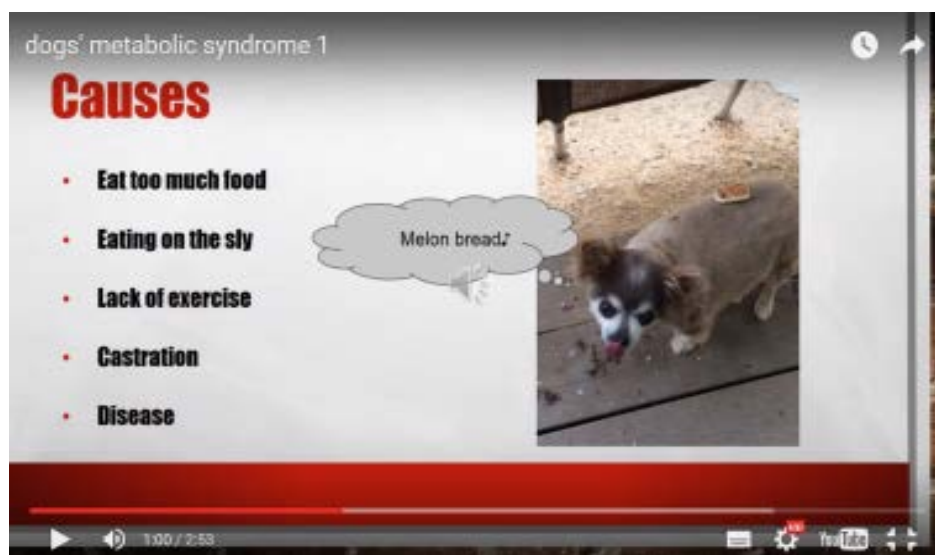 dogs' metabolic syndrome 1
Causes
• Eat too much food
• Eating on the sly
• Lack of exercise
• Castration
• Disease
Melon bread♪
1:00 / 2:53
YouTube